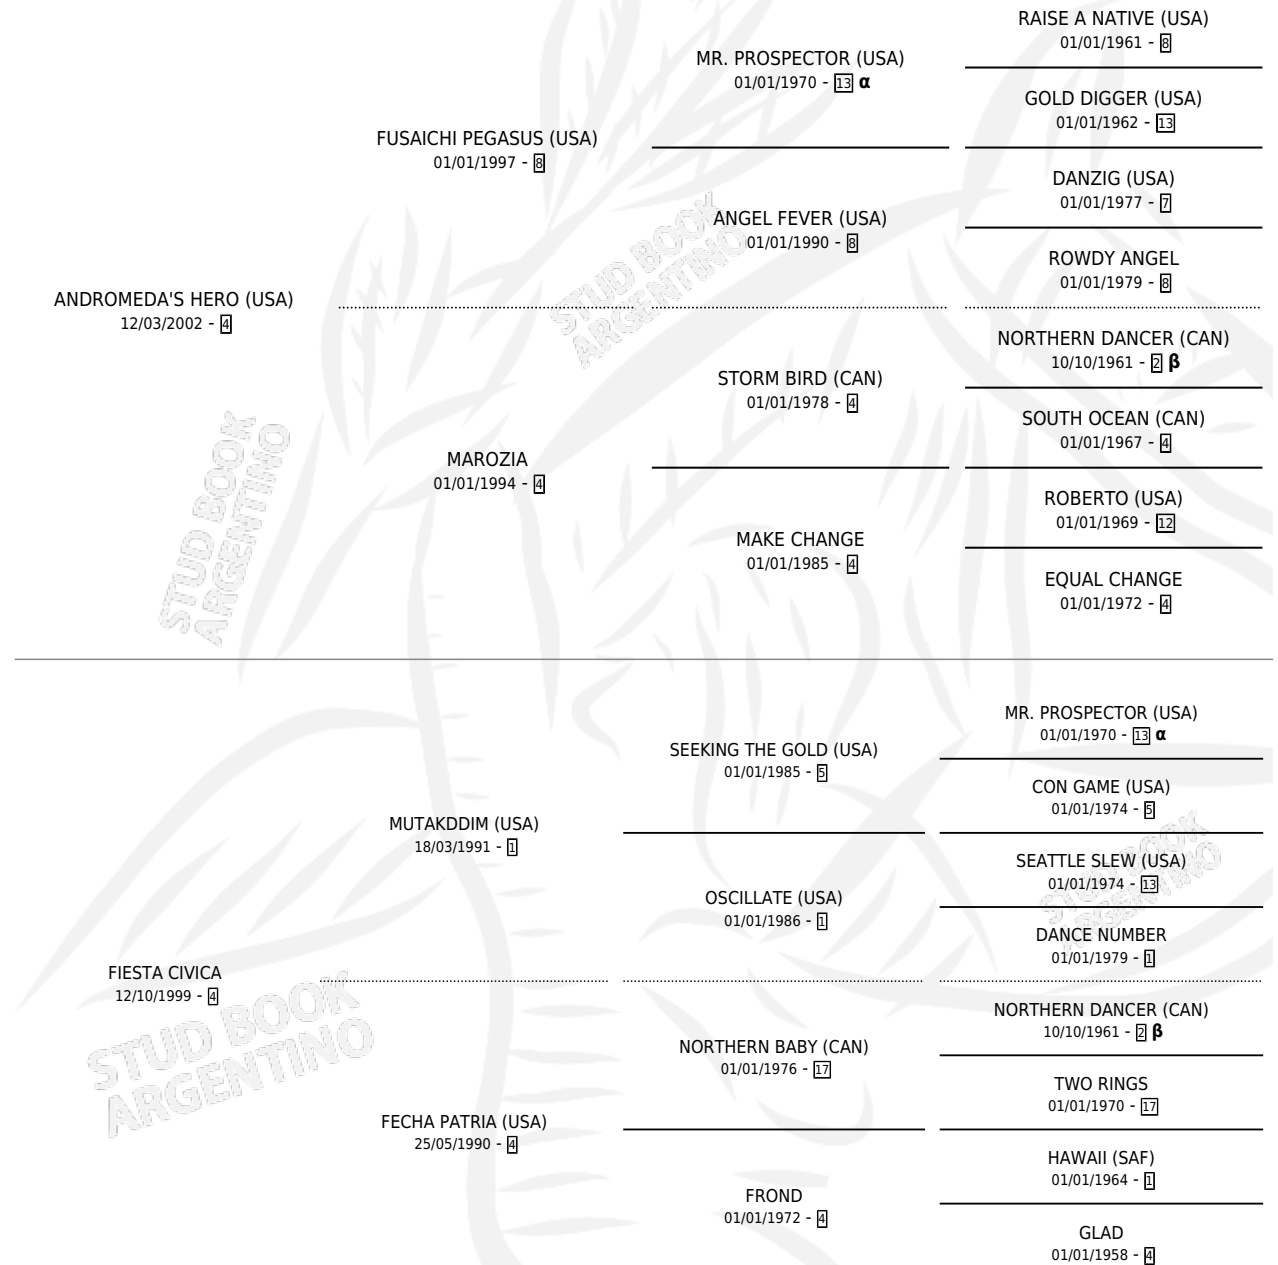 RAISE A NATIVE (USA)
01/01/1961 - 8
MR. PROSPECTOR (USA)
01/01/1970 - 13 α
GOLD DIGGER (USA)
01/01/1962 - 13
FUSAICHI PEGASUS (USA)
01/01/1997 - 8
DANZIG (USA)
01/01/1977 - 7
ANGEL FEVER (USA)
01/01/1990 - 8
ROWDY ANGEL
01/01/1979 - 8
STUD BOOK
ARGENTINO
ANDROMEDA'S HERO (USA)
12/03/2002 - 4
NORTHERN DANCER (CAN)
10/10/1961 - 2 β
STORM BIRD (CAN)
01/01/1978 - 4
SOUTH OCEAN (CAN)
01/01/1967 - 4
MAROZIA
01/01/1994 - 4
ROBERTO (USA)
01/01/1969 - 12
MAKE CHANGE
01/01/1985 - 4
EQUAL CHANGE
01/01/1972 - 4
STUD BOOK
ARGENTINO
MR. PROSPECTOR (USA)
01/01/1970 - 13 α
SEEKING THE GOLD (USA)
01/01/1985 - 5
CON GAME (USA)
01/01/1974 - 5
MUTAKDDIM (USA)
18/03/1991 - 1
SEATTLE SLEW (USA)
01/01/1974 - 13
OSCILLATE (USA)
01/01/1986 - 1
DANCE NUMBER
01/01/1979 - 1
STUD BOOK
ARGENTINO
FIESTA CIVICA
12/10/1999 - 4
NORTHERN DANCER (CAN)
10/10/1961 - 2 β
NORTHERN BABY (CAN)
01/01/1976 - 17
TWO RINGS
01/01/1970 - 17
STUD BOOK
ARGENTINO
FECHA PATRIA (USA)
25/05/1990 - 4
HAWAII (SAF)
01/01/1964 - 1
FROND
01/01/1972 - 4
GLAD
01/01/1958 - 4